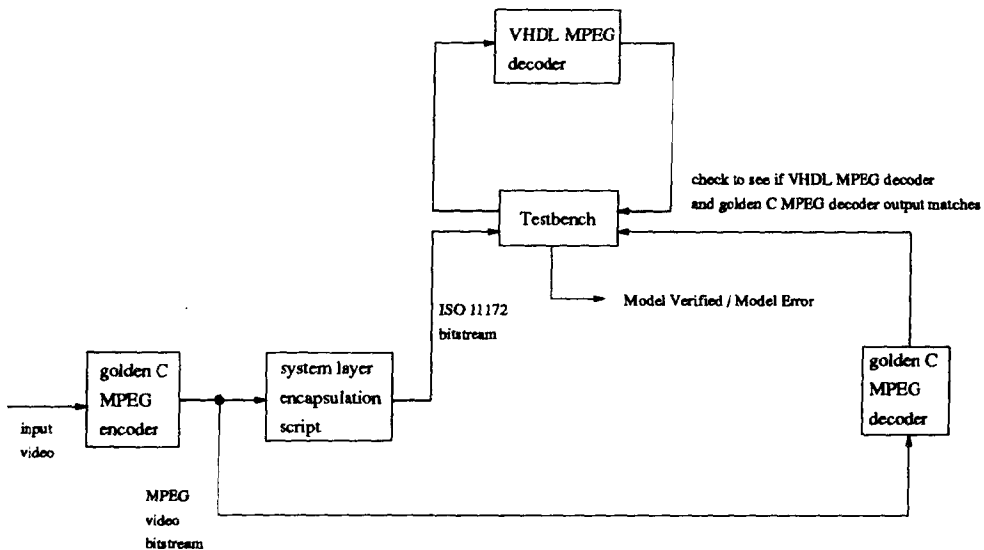 VHDL MPEG
decoder
check to see if VHDL MPEG decoder
and golden C MPEG decoder output matches
Testbench
Model Verified / Model Error
ISO 11172
bitstream
golden C
MPEG
encoder
system layer
encapsulation
script
golden C
MPEG
decoder
input
video
MPEG
video
bitstream